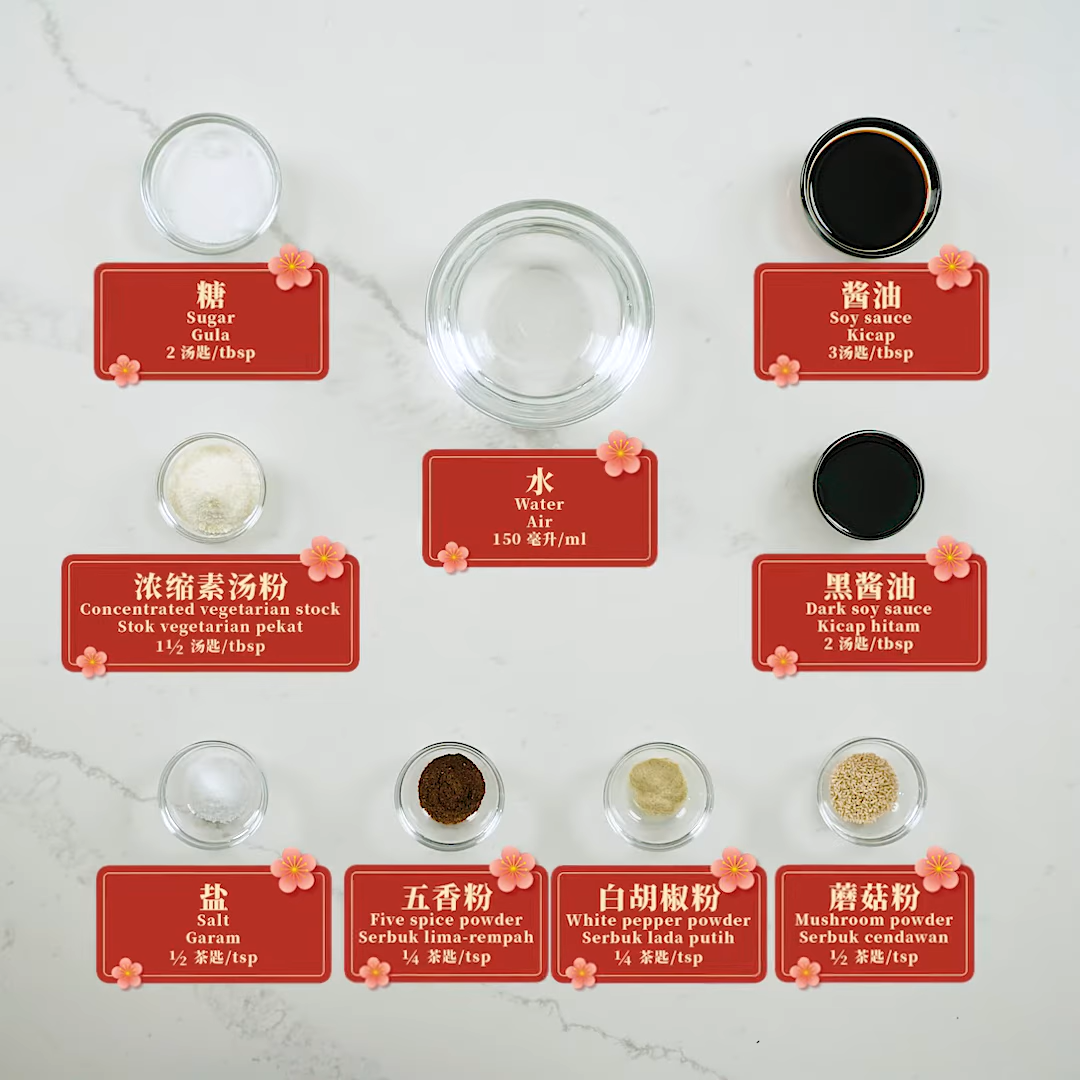 糖
Sugar
Gula
2 汤匙/tbsp
酱油
Soy sauce
Kicap
3汤匙/tbsp
水
Water
Air
150 毫升/ml
浓缩素汤粉
Concentrated vegetarian stock
Stok vegetarian pekat
1½ 汤匙/tbsp
黑酱油
Dark soy sauce
Kicap hitam
2 汤匙/tbsp
盐
Salt
Garam
½ 茶匙/tsp
五香粉
Five spice powder
Serbuk lima-rempah
¼ 茶匙/tsp
白胡椒粉
White pepper powder
Serbuk lada putih
¼ 茶匙/tsp
蘑菇粉
Mushroom powder
Serbuk cendawan
½ 茶匙/tsp